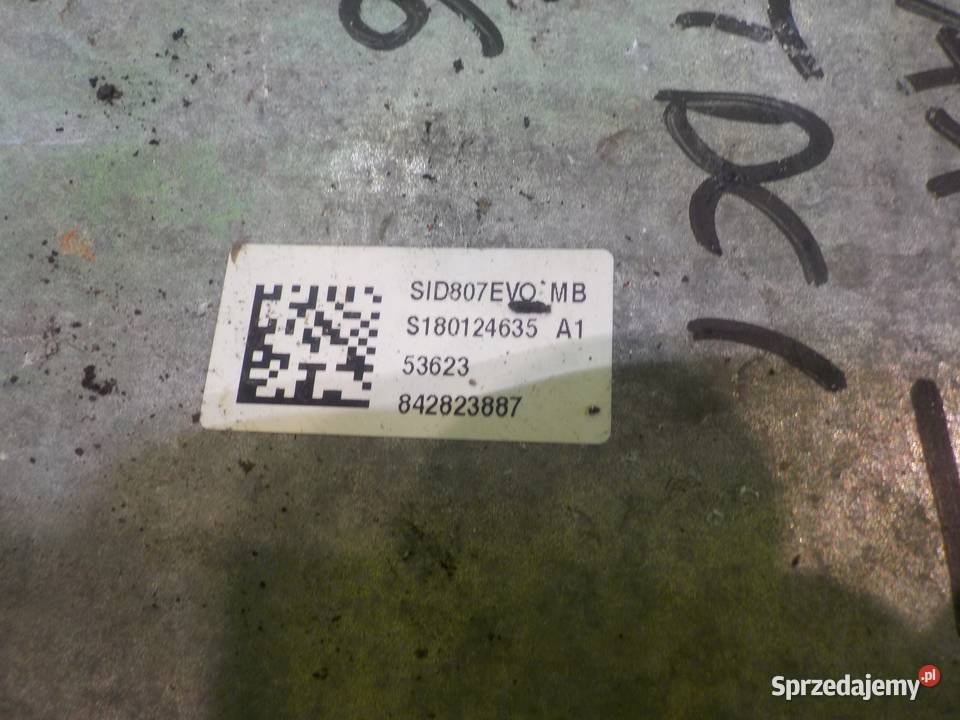 SID807EVO MB
S180124635 A1
53623
842823887
Sprzedajemy.pl